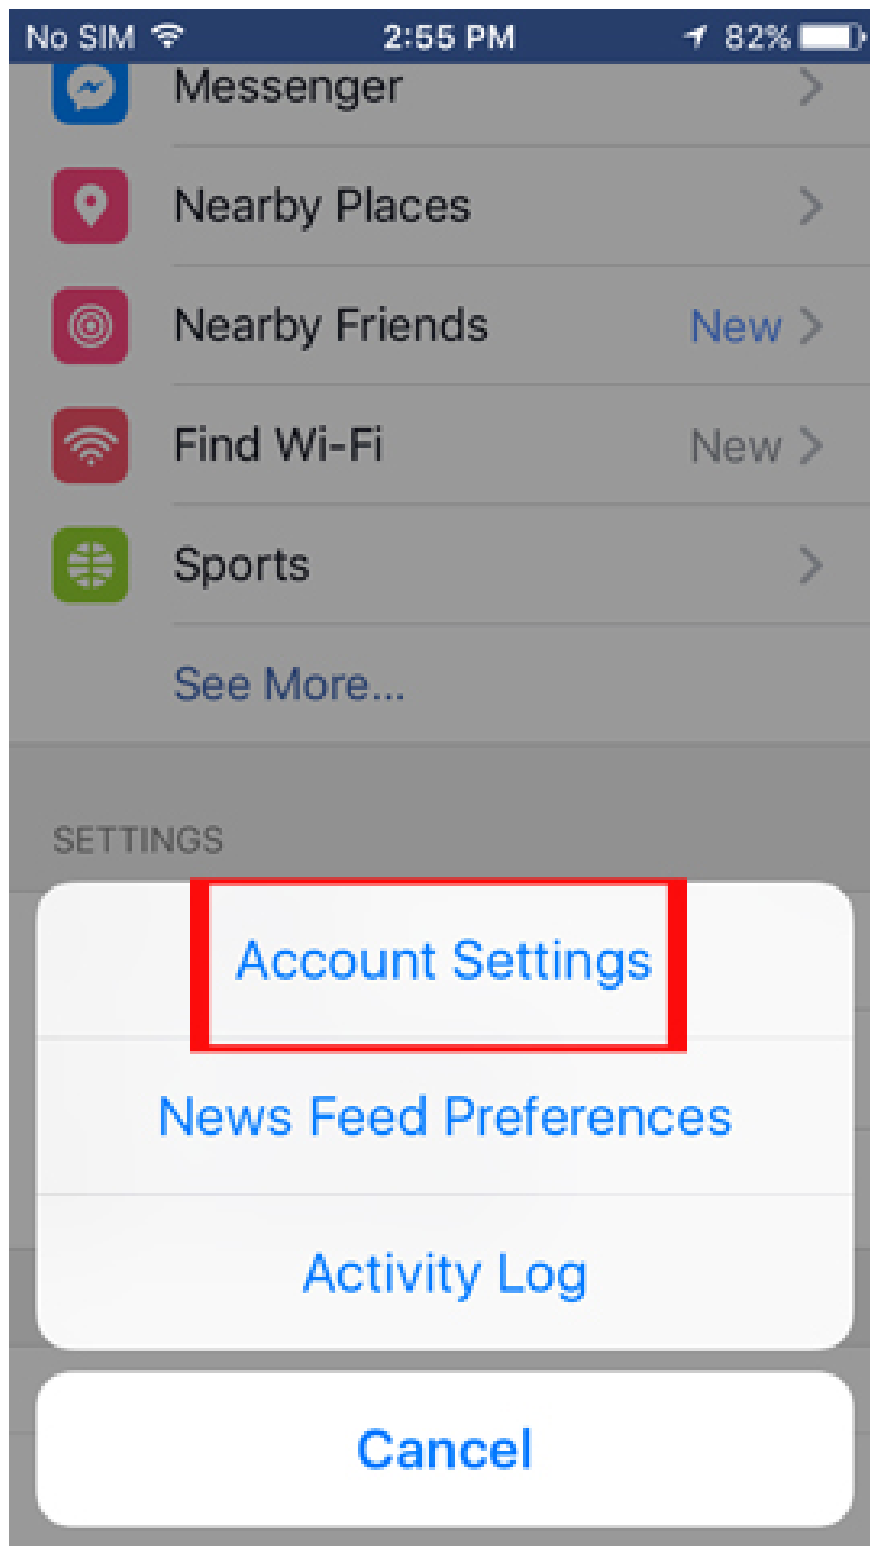 No SIM 2:55 PM 82%
Messenger
Nearby Places
Nearby Friends New
Find Wi-Fi New
Sports
See More...
SETTINGS
Account Settings
News Feed Preferences
Activity Log
Cancel